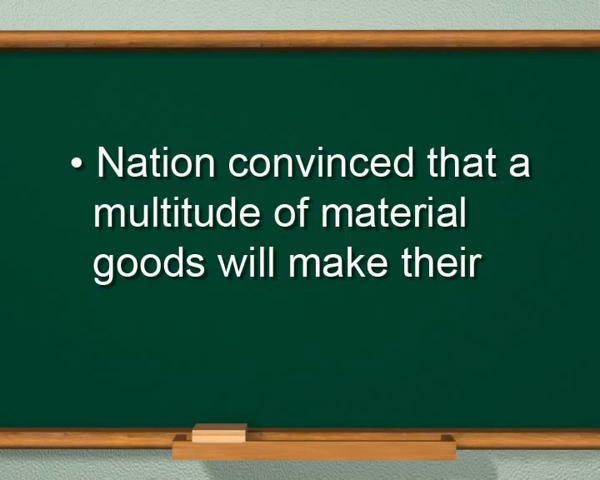 • Nation convinced that a
multitude of material
goods will make their